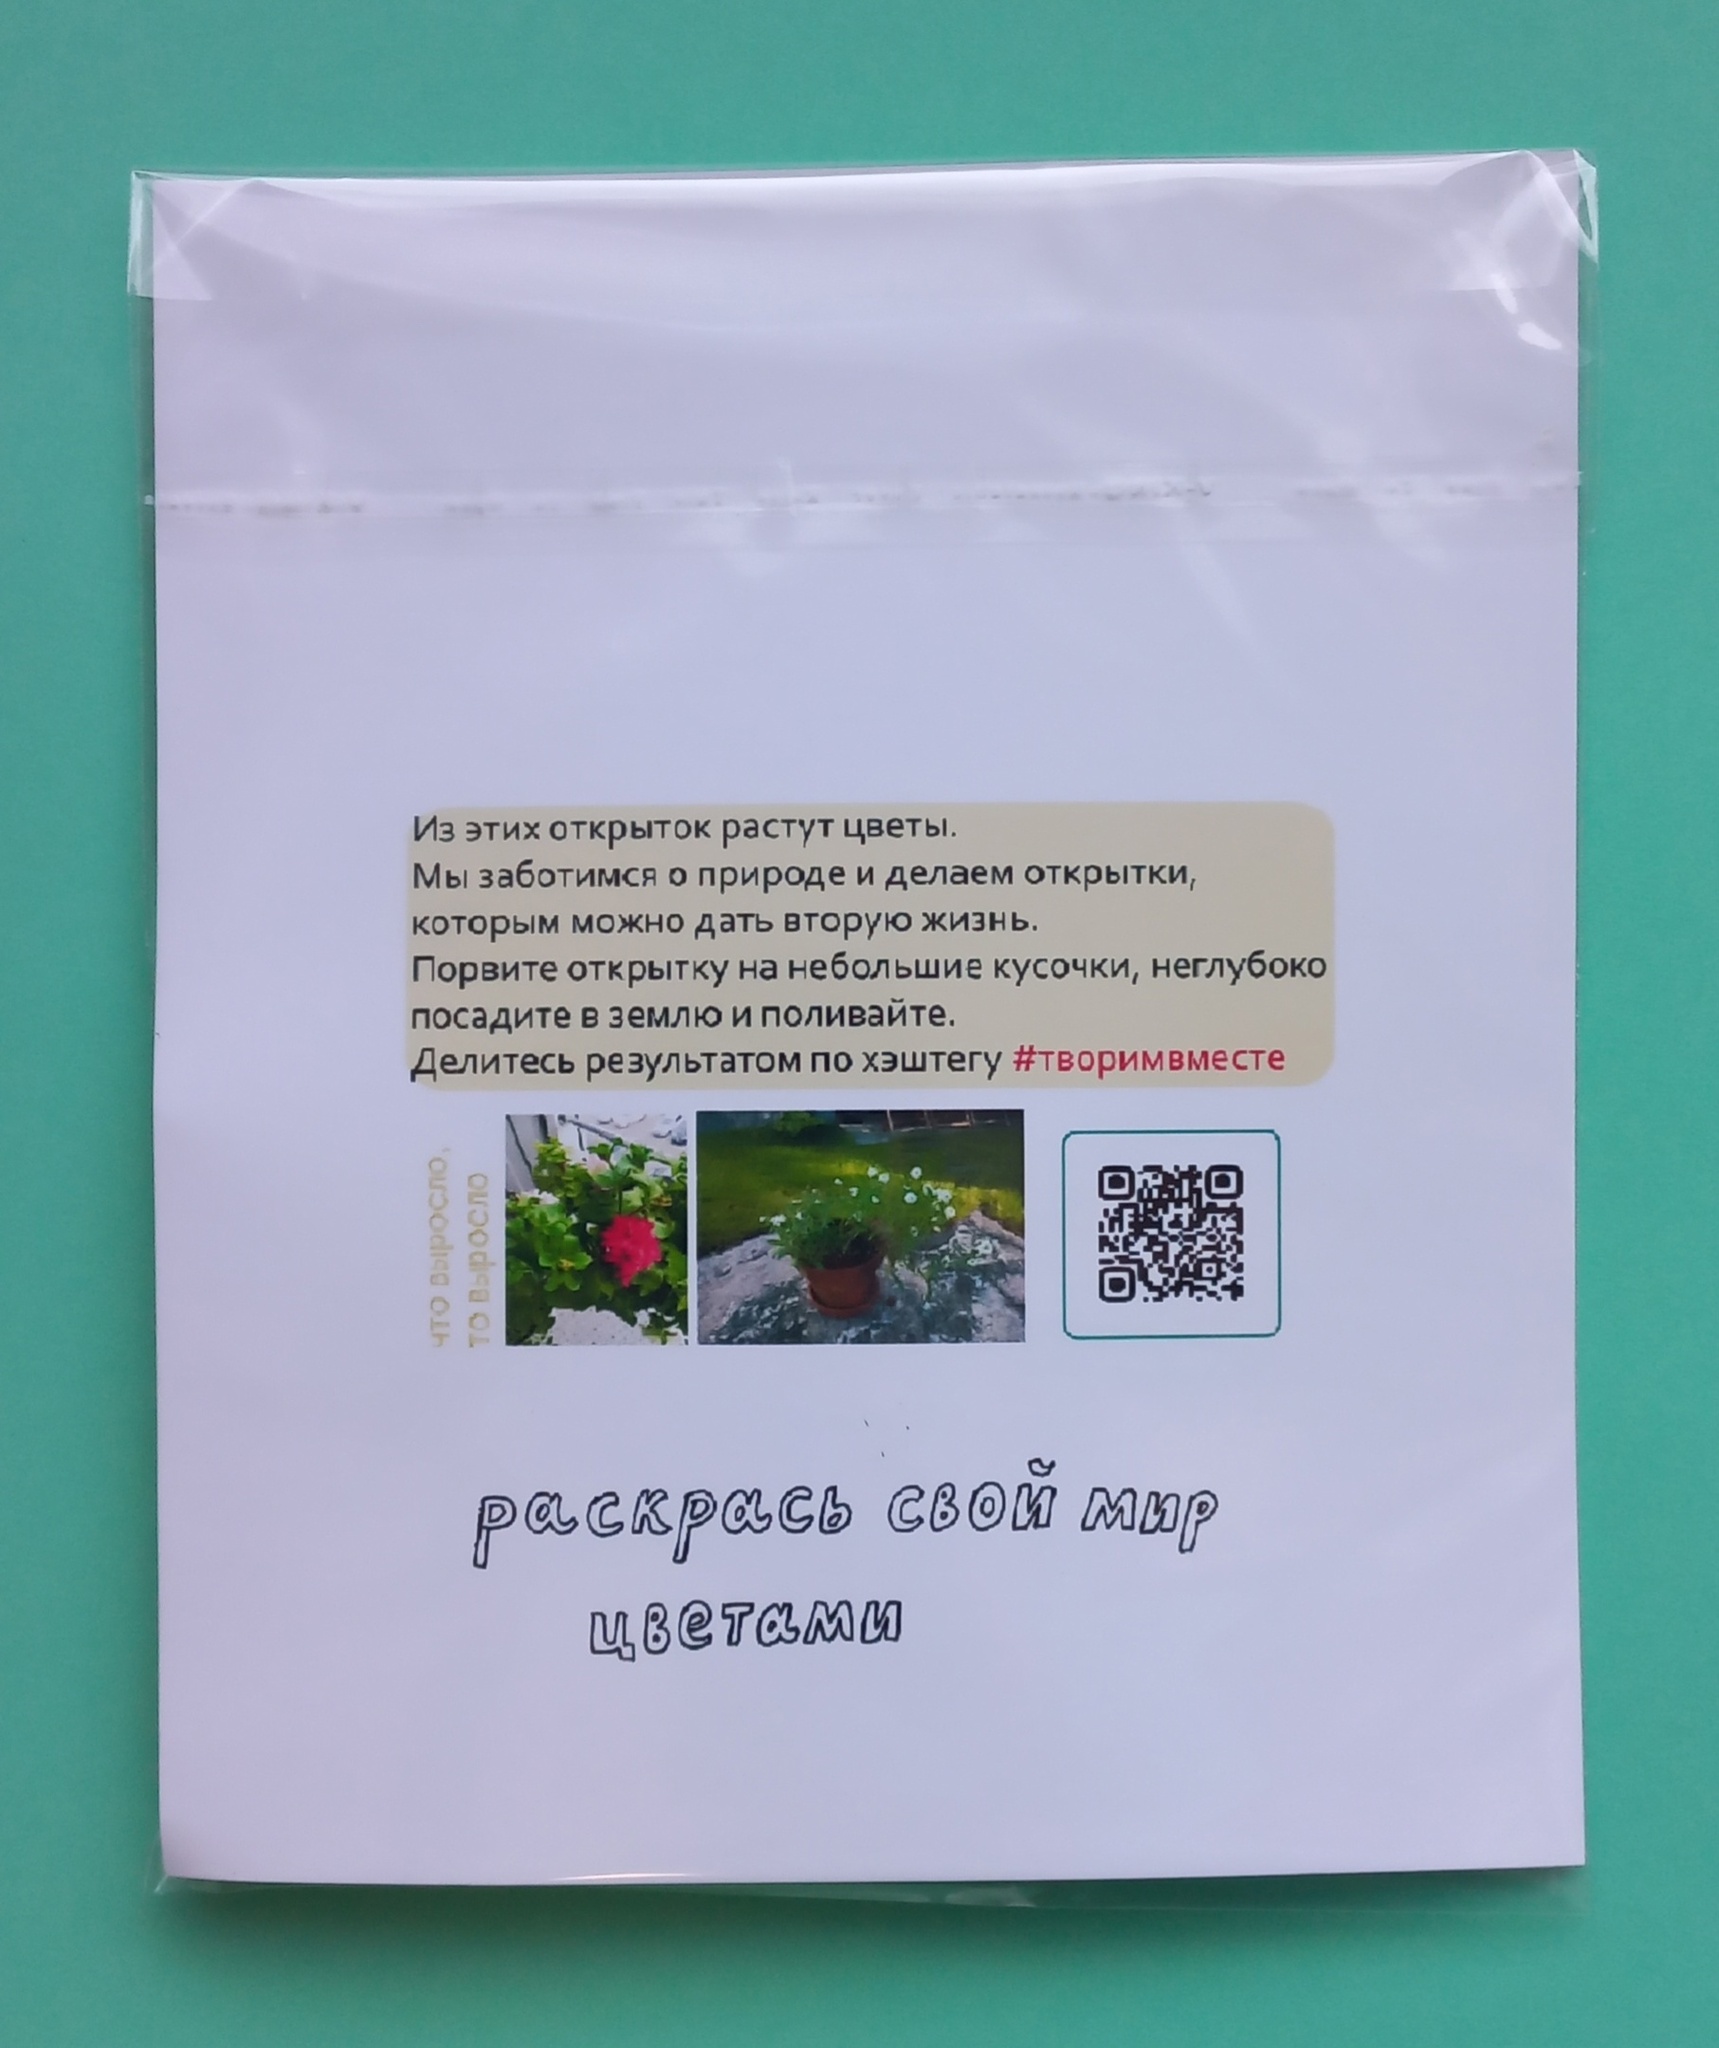 Из этих открыток растут цветы.
Мы заботимся о природе и делаем открытки,
которым можно дать вторую жизнь.
Порвите открытку на небольшие кусочки, неглубоко
посадите в землю и поливайте.
Делитесь результатом по хэштегу #творимвместе
что выросло,
то выросло
раскрась свой мир
цветами